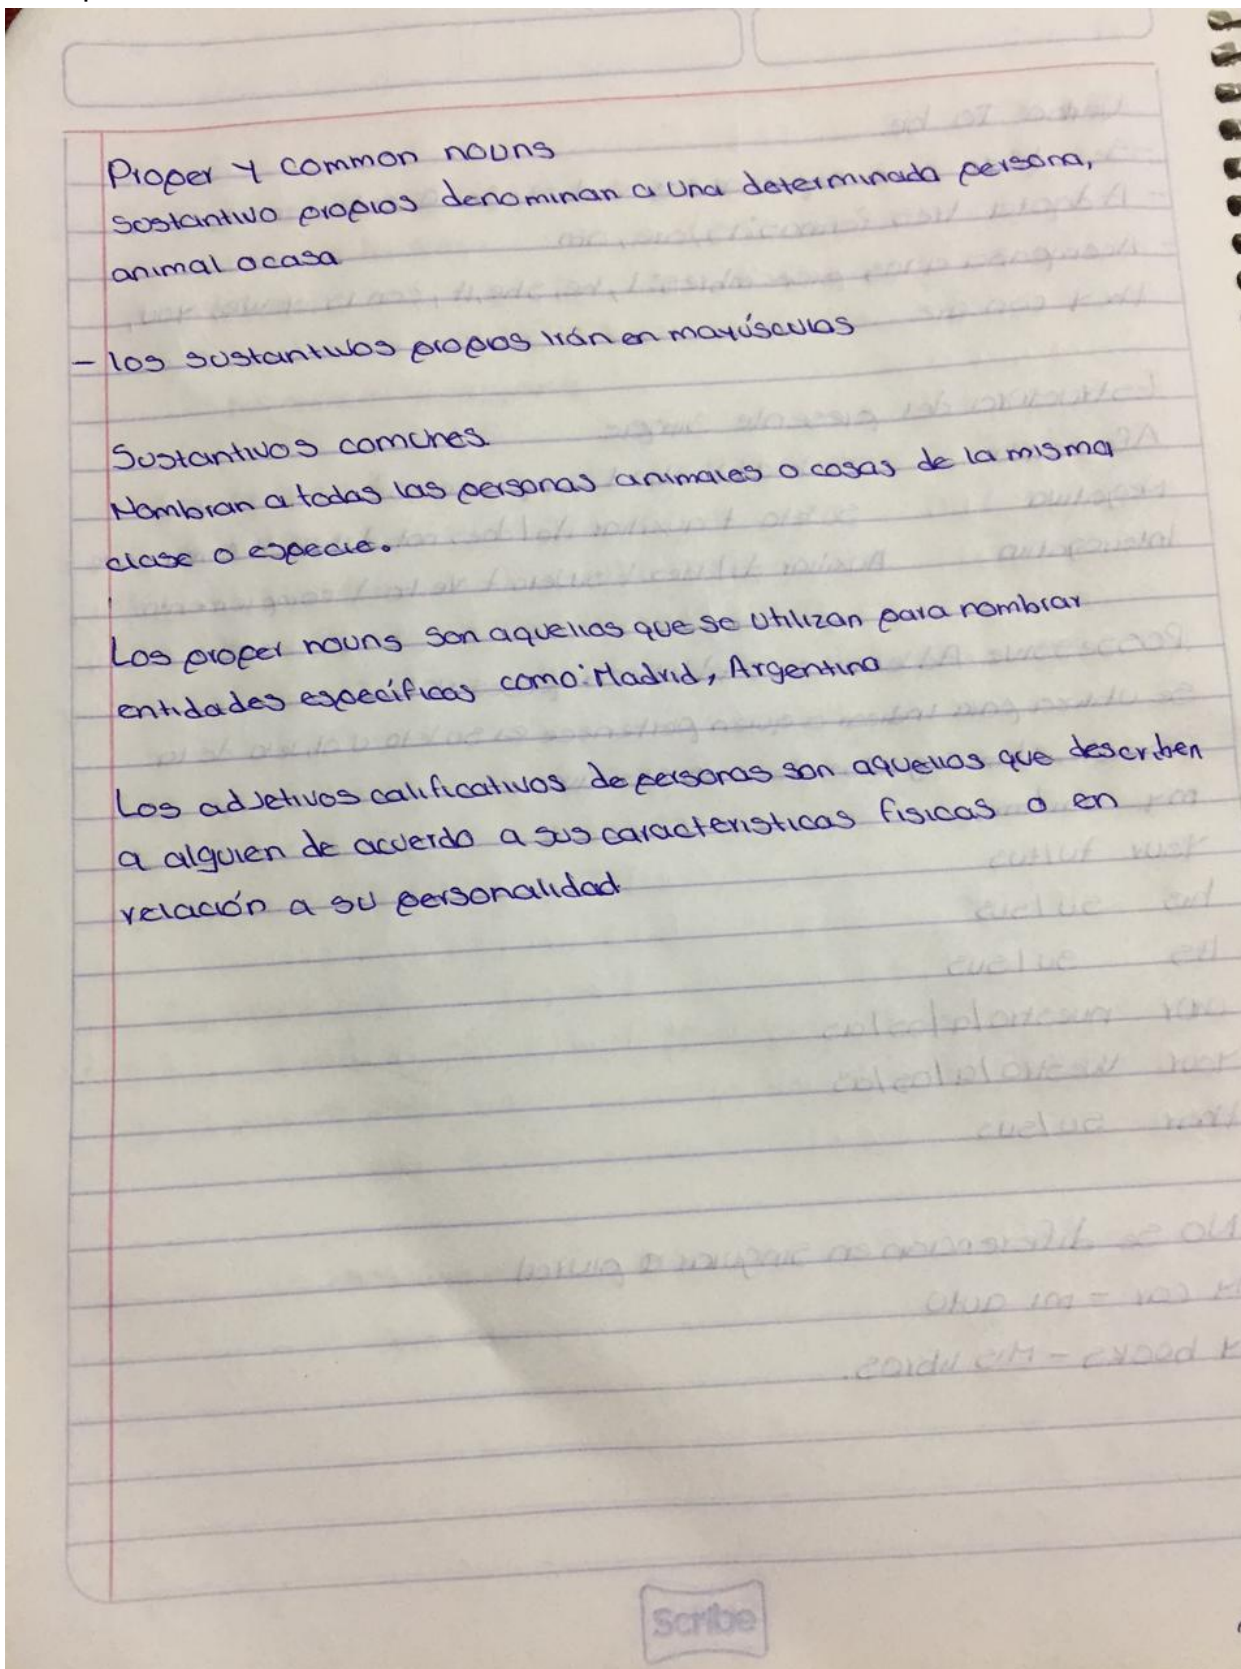 Proper y common nouns
Sostantivo propios denominan a una determinada persona,
animal o casa
- los sustantivos propios irán en mayúsculas
Sustantivos comunes.
Nombran a todas las personas animales o cosas de la misma
clase o especie.
Los proper nouns son aquellos que se utilizan para nombrar
entidades específicas como: Madrid, Argentina
Los adjetivos calificativos de personas son aquellos que describen
a alguien de acuerdo a sus caracteristicas fisicas o en
relación a su personalidad
Scribe